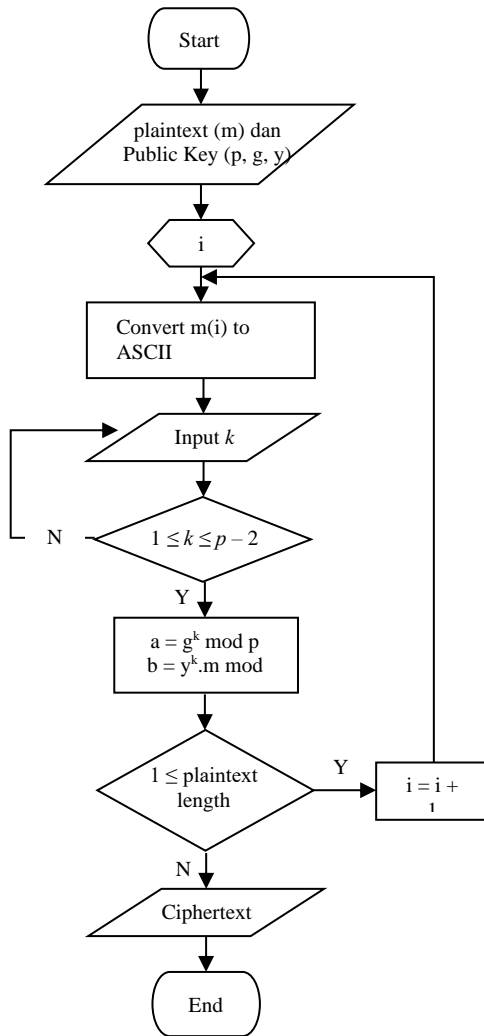 Start
plaintext (m) dan
Public Key (p, g, y)
i
Convert m(i) to
ASCII
Input k
N
1 ≤ k ≤ p – 2
Y
a = g^k mod p
b = y^k.m mod
1 ≤ plaintext
length
Y
i = i +
1
N
Ciphertext
End